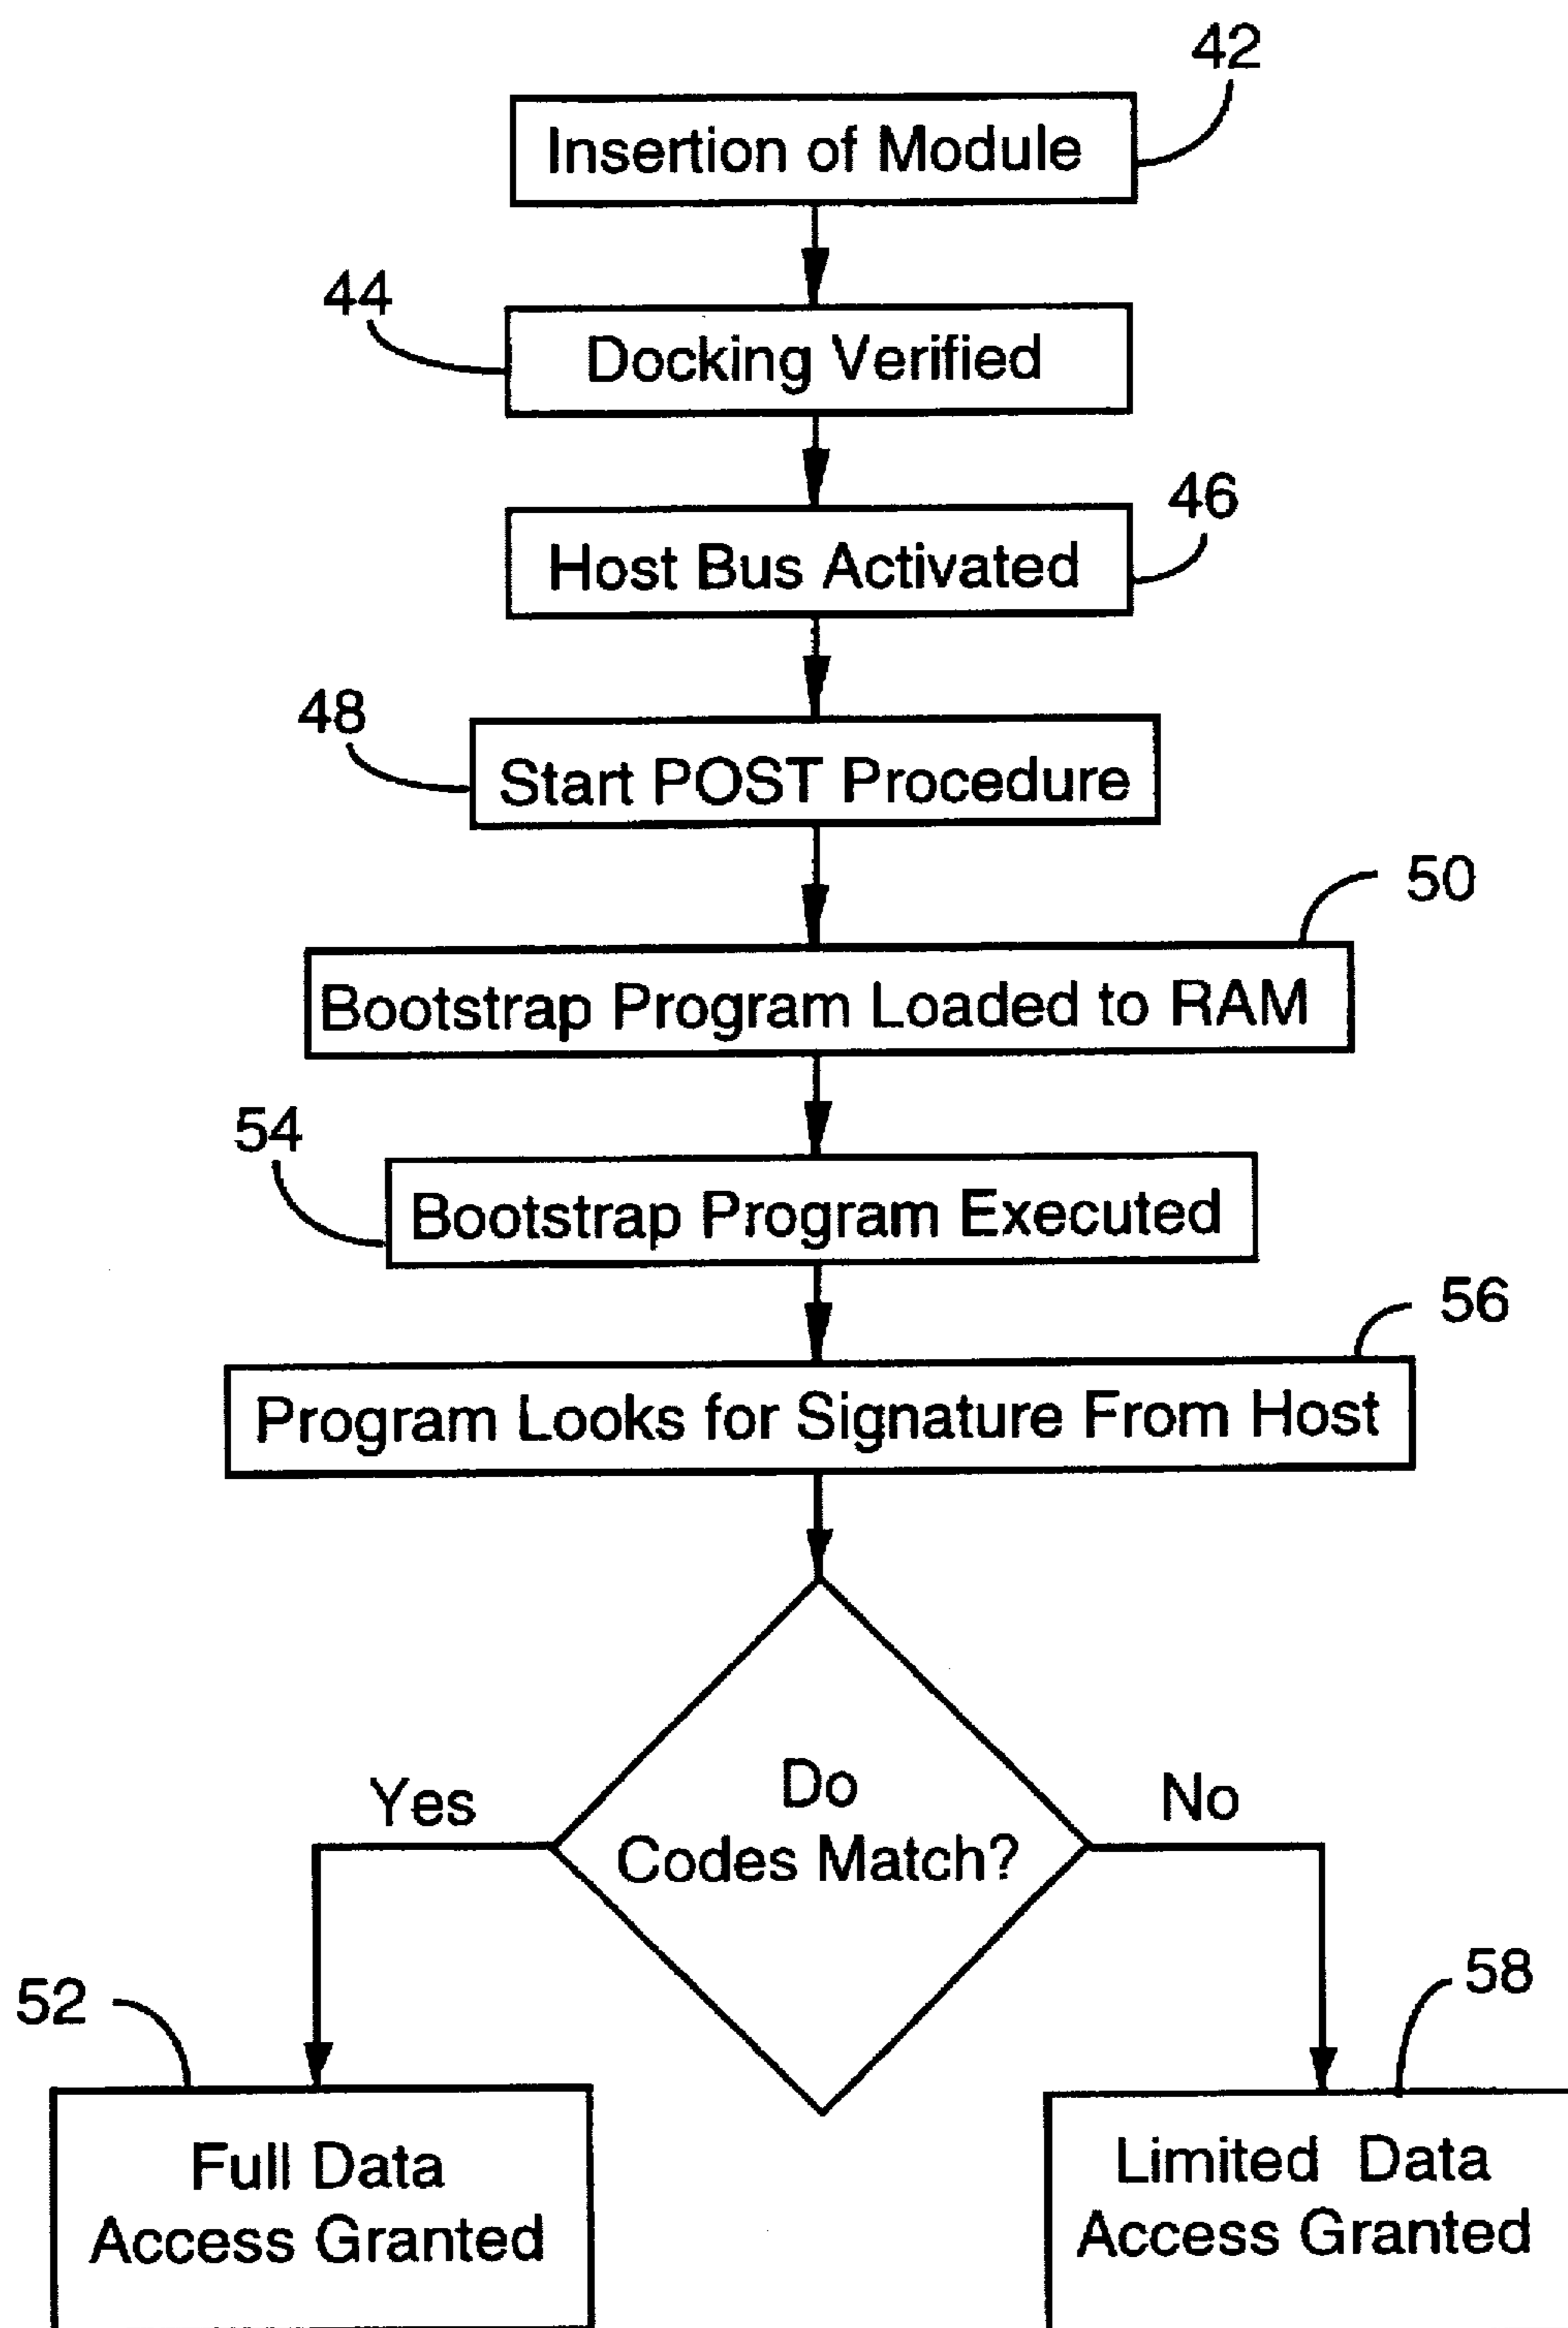 42
Insertion of Module
44
Docking Verified
46
Host Bus Activated
48
Start POST Procedure
50
Bootstrap Program Loaded to RAM
54
Bootstrap Program Executed
56
Program Looks for Signature From Host
Do
Codes Match?
Yes
No
52
58
Full Data
Access Granted
Limited Data
Access Granted